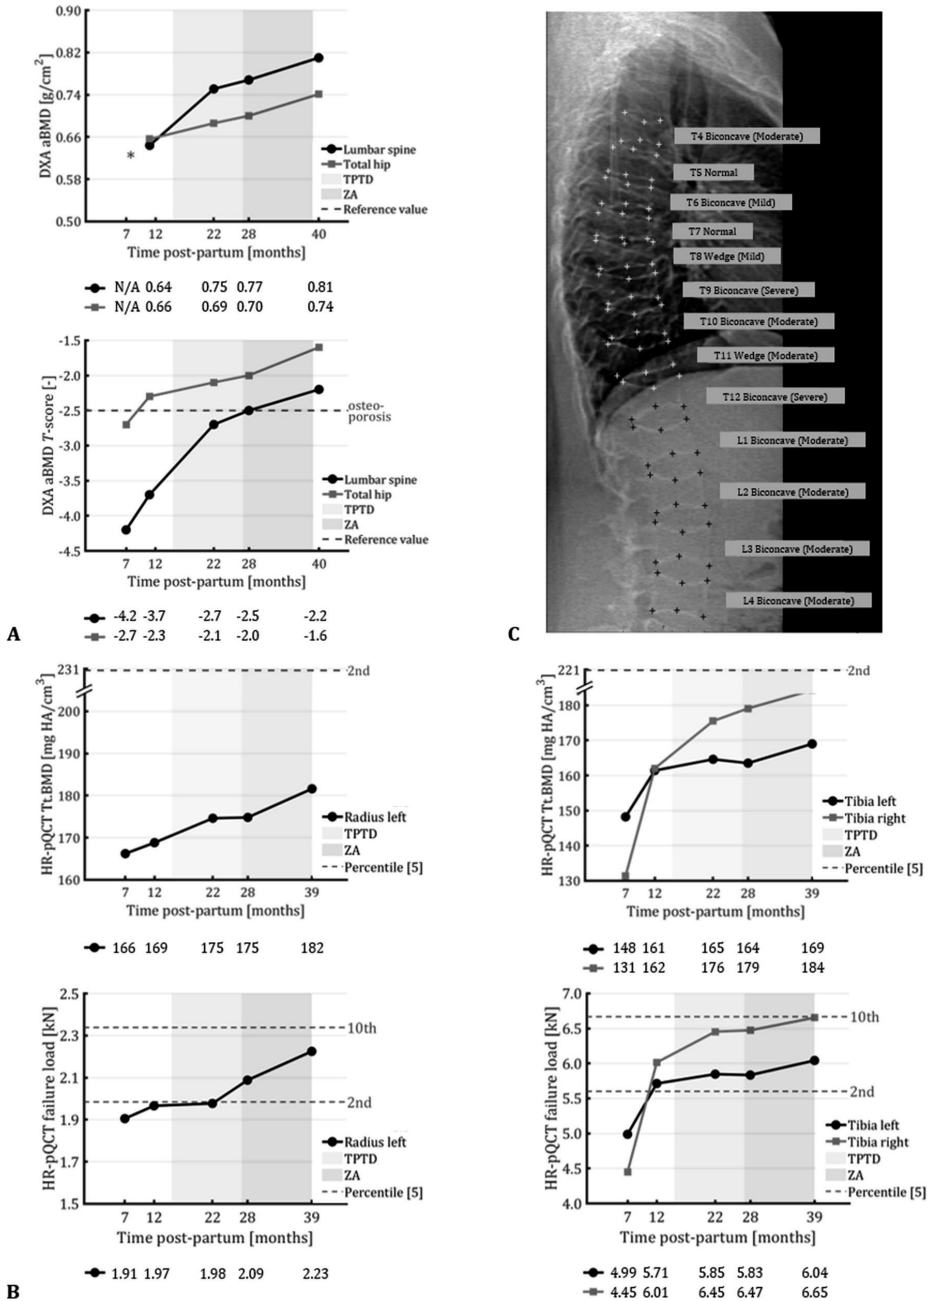 A
DXA aBMD [g/cm²]
0.90
0.82
0.74
0.66
0.58
0.50
*
Lumbar spine
Total hip
TPTD
ZA
Reference value
7 12 22 28 40
Time post-partum [months]
N/A 0.64 0.75 0.77 0.81
N/A 0.66 0.69 0.70 0.74
DXA aBMD T-score [-]
-1.5
-2.0
-2.5
-3.0
-3.5
-4.0
-4.5
osteo-
porosis
Lumbar spine
Total hip
TPTD
ZA
Reference value
7 12 22 28 40
Time post-partum [months]
-4.2 -3.7 -2.7 -2.5 -2.2
-2.7 -2.3 -2.1 -2.0 -1.6
C
T4 Biconcave (Moderate)
T5 Normal
T6 Biconcave (Mild)
T7 Normal
T8 Wedge (Mild)
T9 Biconcave (Severe)
T10 Biconcave (Moderate)
T11 Wedge (Moderate)
T12 Biconcave (Severe)
L1 Biconcave (Moderate)
L2 Biconcave (Moderate)
L3 Biconcave (Moderate)
L4 Biconcave (Moderate)
B
HR-pQCT Tt.BMD [mg HA/cm³]
231
200
190
180
170
160
2nd
Radius left
TPTD
ZA
Percentile [5]
7 12 22 28 39
Time post-partum [months]
166 169 175 175 182
HR-pQCT Tt.BMD [mg HA/cm³]
221
180
170
160
150
140
130
2nd
Tibia left
Tibia right
TPTD
ZA
Percentile [5]
7 12 22 28 39
Time post-partum [months]
148 161 165 164 169
131 162 176 179 184
HR-pQCT failure load [kN]
2.5
2.3
2.1
1.9
1.7
1.5
10th
2nd
Radius left
TPTD
ZA
Percentile [5]
7 12 22 28 39
Time post-partum [months]
1.91 1.97 1.98 2.09 2.23
HR-pQCT failure load [kN]
7.0
6.5
6.0
5.5
5.0
4.5
4.0
10th
2nd
Tibia left
Tibia right
TPTD
ZA
Percentile [5]
7 12 22 28 39
Time post-partum [months]
4.99 5.71 5.85 5.83 6.04
4.45 6.01 6.45 6.47 6.65